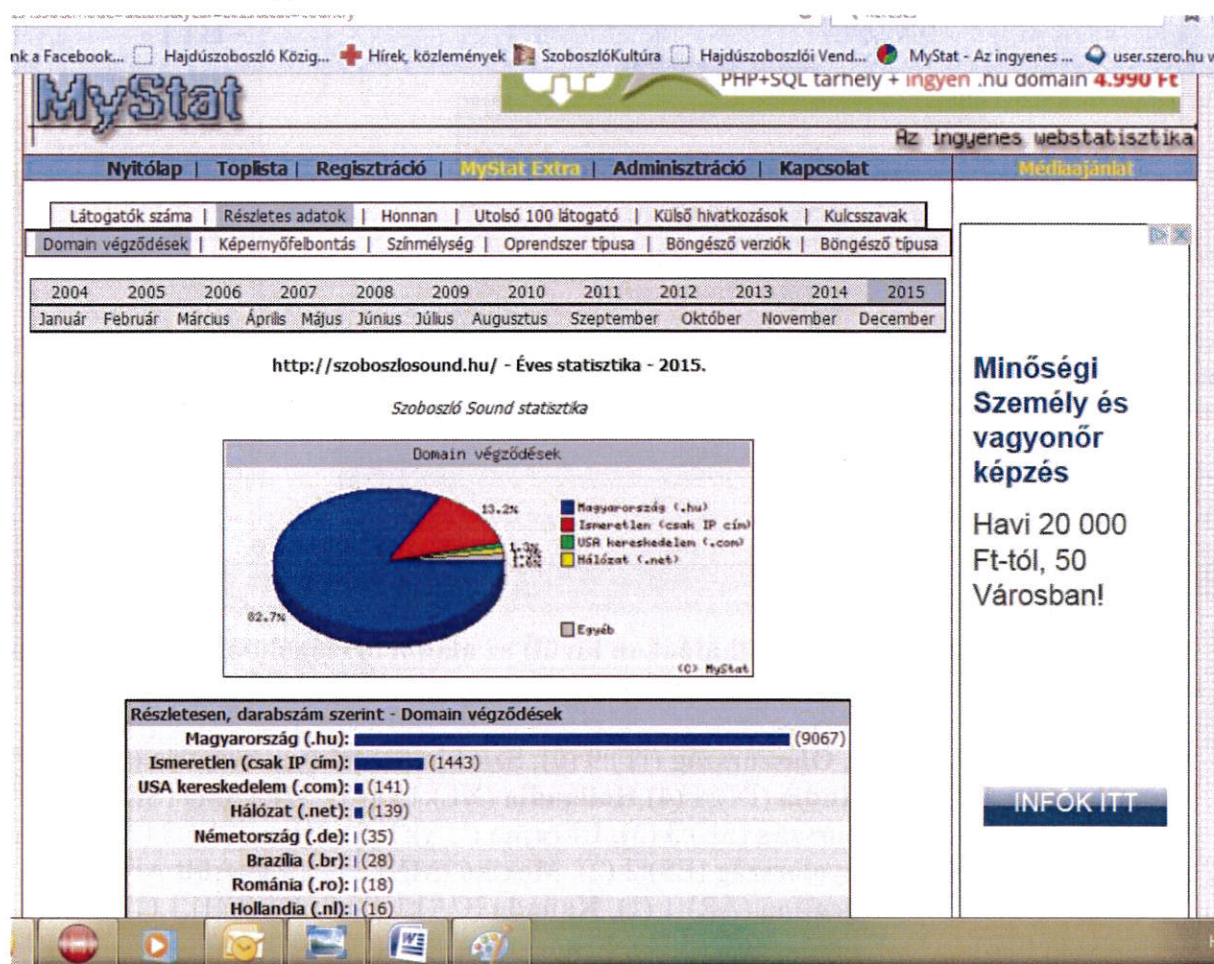 nk a Facebook... Hajdúszoboszló Közig... Hírek, közlemények SzoboszlóKultúra Hajdúszoboszlói Vend... MyStat - Az ingyenes ... user.szero.hu w
MyStat
PHP+SQL tárhely + ingyen .hu domain 4.990 Ft
Az ingyenes webstatisztika
Nyitólap | Toplista | Regisztráció | MyStat Extra | Adminisztráció | Kapcsolat
Médiaajánlat
Látogatók száma | Részletes adatok | Honnan | Utolsó 100 látogató | Külső hivatkozások | Kulcsszavak
Domain végződések | Képernyőfelbontás | Színmélység | Oprendszer típusa | Böngésző verziók | Böngésző típusa
2004 2005 2006 2007 2008 2009 2010 2011 2012 2013 2014 2015
Január Február Március Április Május Június Július Augusztus Szeptember Október November December
http://szoboszlosound.hu/ - Éves statisztika - 2015.
Szoboszló Sound statisztika
Domain végződések
13.2%
1.3%
1.6%
82.7%
Magyarország (.hu)
Ismeretlen (csak IP cím)
USA kereskedelem (.com)
Hálózat (.net)
Egyéb
(C) MyStat
Részletesen, darabszám szerint - Domain végződések
Magyarország (.hu): (9067)
Ismeretlen (csak IP cím): (1443)
USA kereskedelem (.com): (141)
Hálózat (.net): (139)
Németország (.de): (35)
Brazília (.br): (28)
Románia (.ro): (18)
Hollandia (.nl): (16)
Minőségi
Személy és
vagyonőr
képzés
Havi 20 000
Ft-tól, 50
Városban!
INFÓK ITT